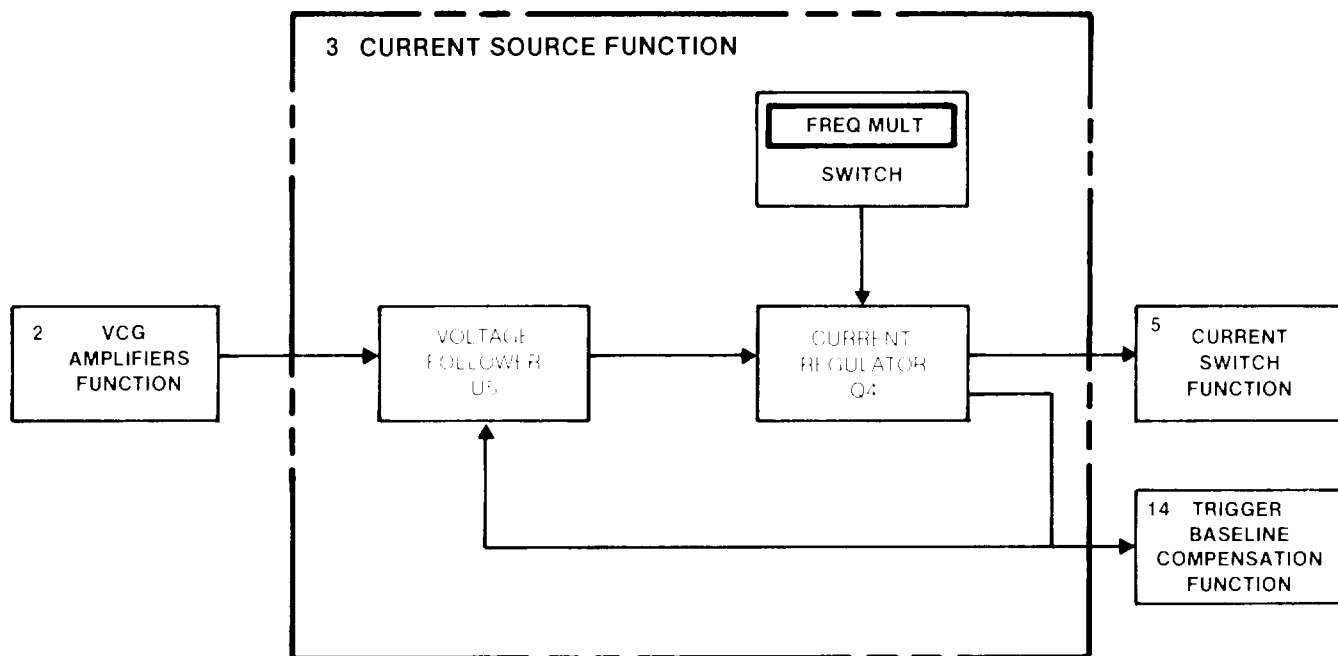 3 CURRENT SOURCE FUNCTION
FREQ MULT
SWITCH
2 VCG
AMPLIFIERS
FUNCTION
VOLTAGE
FOLLOWER
U5
CURRENT
REGULATOR
Q4
5 CURRENT
SWITCH
FUNCTION
14 TRIGGER
BASELINE
COMPENSATION
FUNCTION